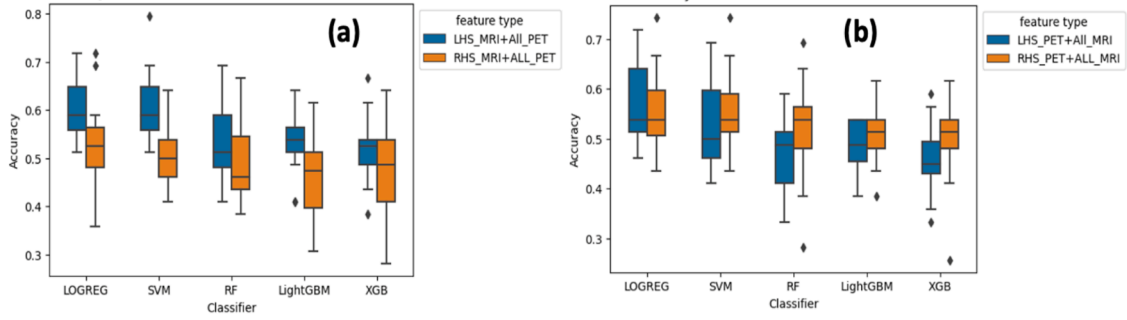 (a)
feature type
LHS_MRI+All_PET
RHS_MRI+ALL_PET
Accuracy
0.8
0.7
0.6
0.5
0.4
0.3
LOGREG SVM RF LightGBM XGB
Classifier
(b)
feature type
LHS_PET+All_MRI
RHS_PET+ALL_MRI
Accuracy
0.7
0.6
0.5
0.4
0.3
LOGREG SVM RF LightGBM XGB
Classifier